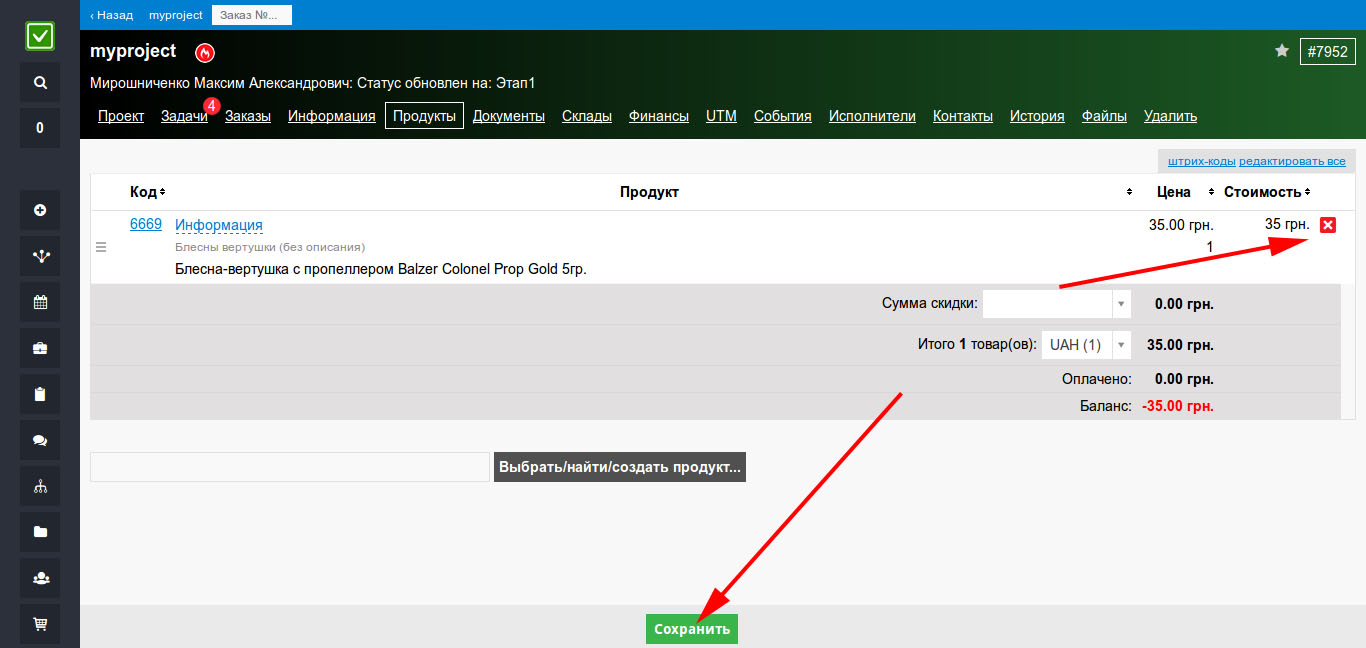 ‹ Назад myproject Заказ №...
myproject
#7952
Мирошниченко Максим Александрович: Статус обновлен на: Этап1
4
Проект Задачи Заказы Информация Продукты Документы Склады Финансы UTM События Исполнители Контакты История Файлы Удалить
0
штрих-коды редактировать все
Код Продукт Цена Стоимость
6669 Информация 35.00 грн. 35 грн.
Блесны вертушки (без описания) 1
Блесна-вертушка с пропеллером Balzer Colonel Prop Gold 5гр.
Сумма скидки: 0.00 грн.
Итого 1 товар(ов): UAH (1) 35.00 грн.
Оплачено: 0.00 грн.
Баланс: -35.00 грн.
Выбрать/найти/создать продукт...
Сохранить